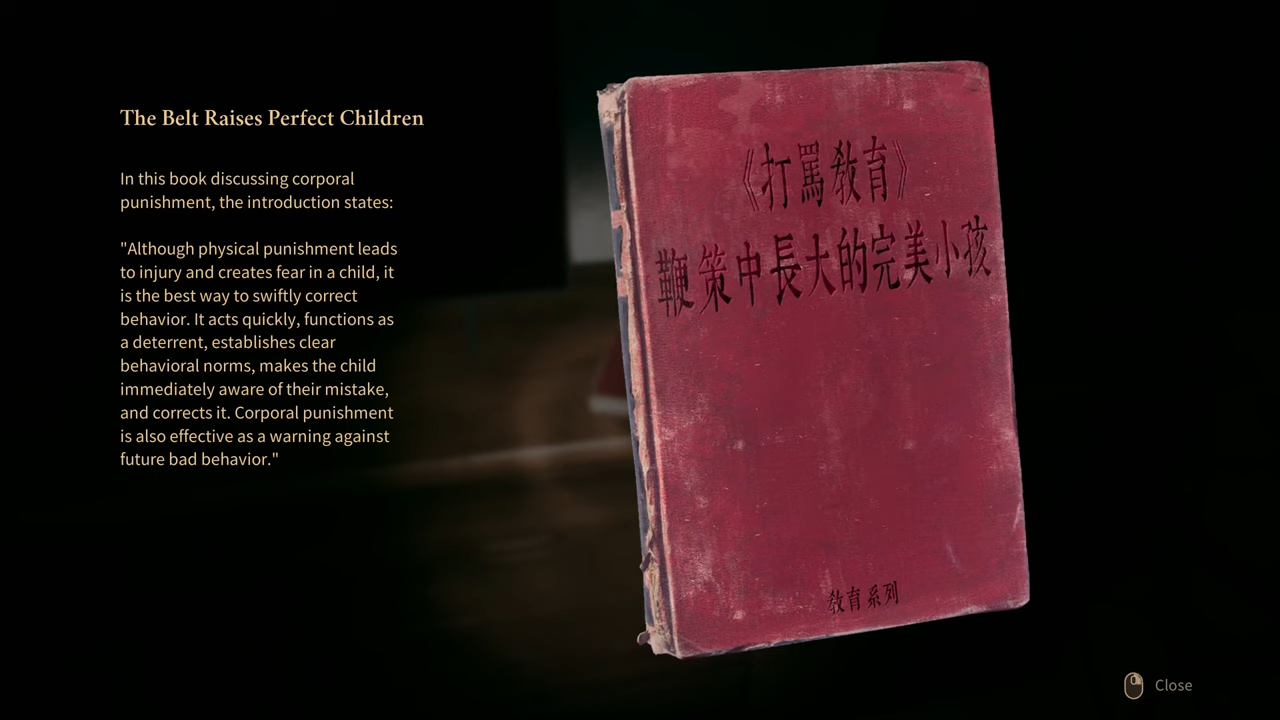 The Belt Raises Perfect Children
In this book discussing corporal
punishment, the introduction states:
"Although physical punishment leads
to injury and creates fear in a child, it
is the best way to swiftly correct
behavior. It acts quickly, functions as
a deterrent, establishes clear
behavioral norms, makes the child
immediately aware of their mistake,
and corrects it. Corporal punishment
is also effective as a warning against
future bad behavior."
《打罵教育》
鞭策中長大的完美小孩
教育系列
Close